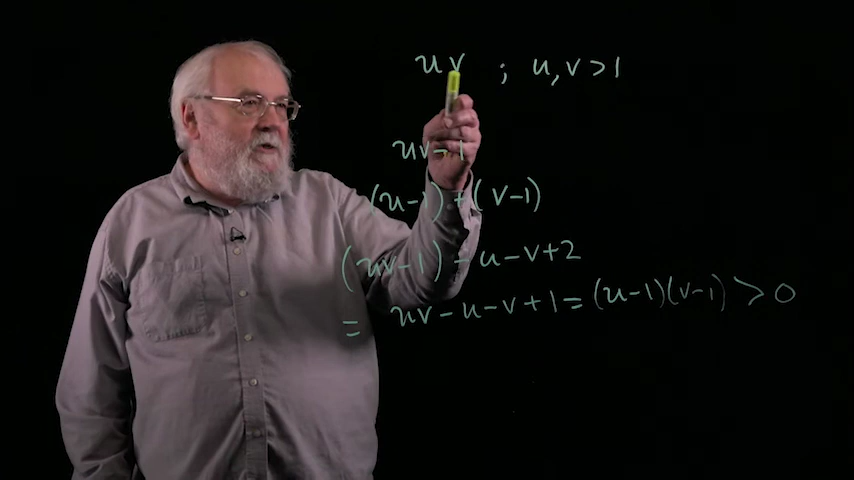 uv ; u, v > 1
uv - 1
(u-1) + (v-1)
(uv-1) - u - v + 2
= uv - u - v + 1 = (u-1)(v-1) > 0